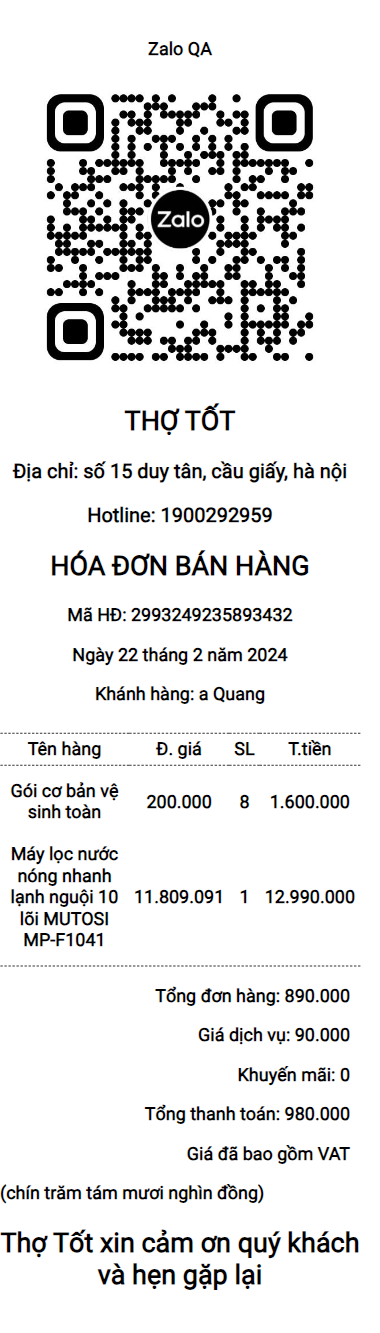 Zalo QA
Zalo
THỢ TỐT
Địa chỉ: số 15 duy tân, cầu giấy, hà nội
Hotline: 1900292959
HÓA ĐƠN BÁN HÀNG
Mã HĐ: 2993249235893432
Ngày 22 tháng 2 năm 2024
Khánh hàng: a Quang
Tên hàng Đ. giá SL T.tiền
Gói cơ bản vệ
sinh toàn 200.000 8 1.600.000
Máy lọc nước
nóng nhanh
lạnh nguội 10 11.809.091 1 12.990.000
lõi MUTOSI
MP-F1041
Tổng đơn hàng: 890.000
Giá dịch vụ: 90.000
Khuyến mãi: 0
Tổng thanh toán: 980.000
Giá đã bao gồm VAT
(chín trăm tám mươi nghìn đồng)
Thợ Tốt xin cảm ơn quý khách
và hẹn gặp lại